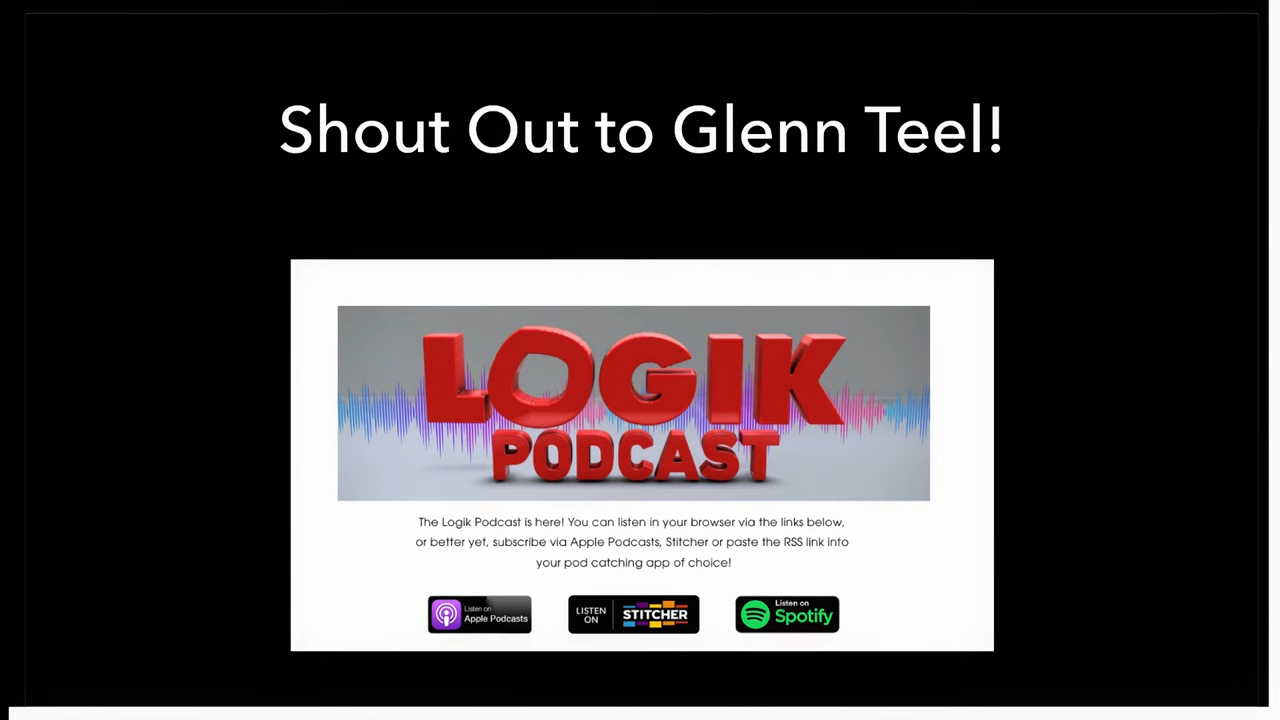 Shout Out to Glenn Teel!
LOGIK
PODCAST
The Logik Podcast is here! You can listen in your browser via the links below,
or better yet, subscribe via Apple Podcasts, Stitcher or paste the RSS link into
your pod catching app of choice!
Listen on
Apple Podcasts
LISTEN
ON
STITCHER
Listen on
Spotify